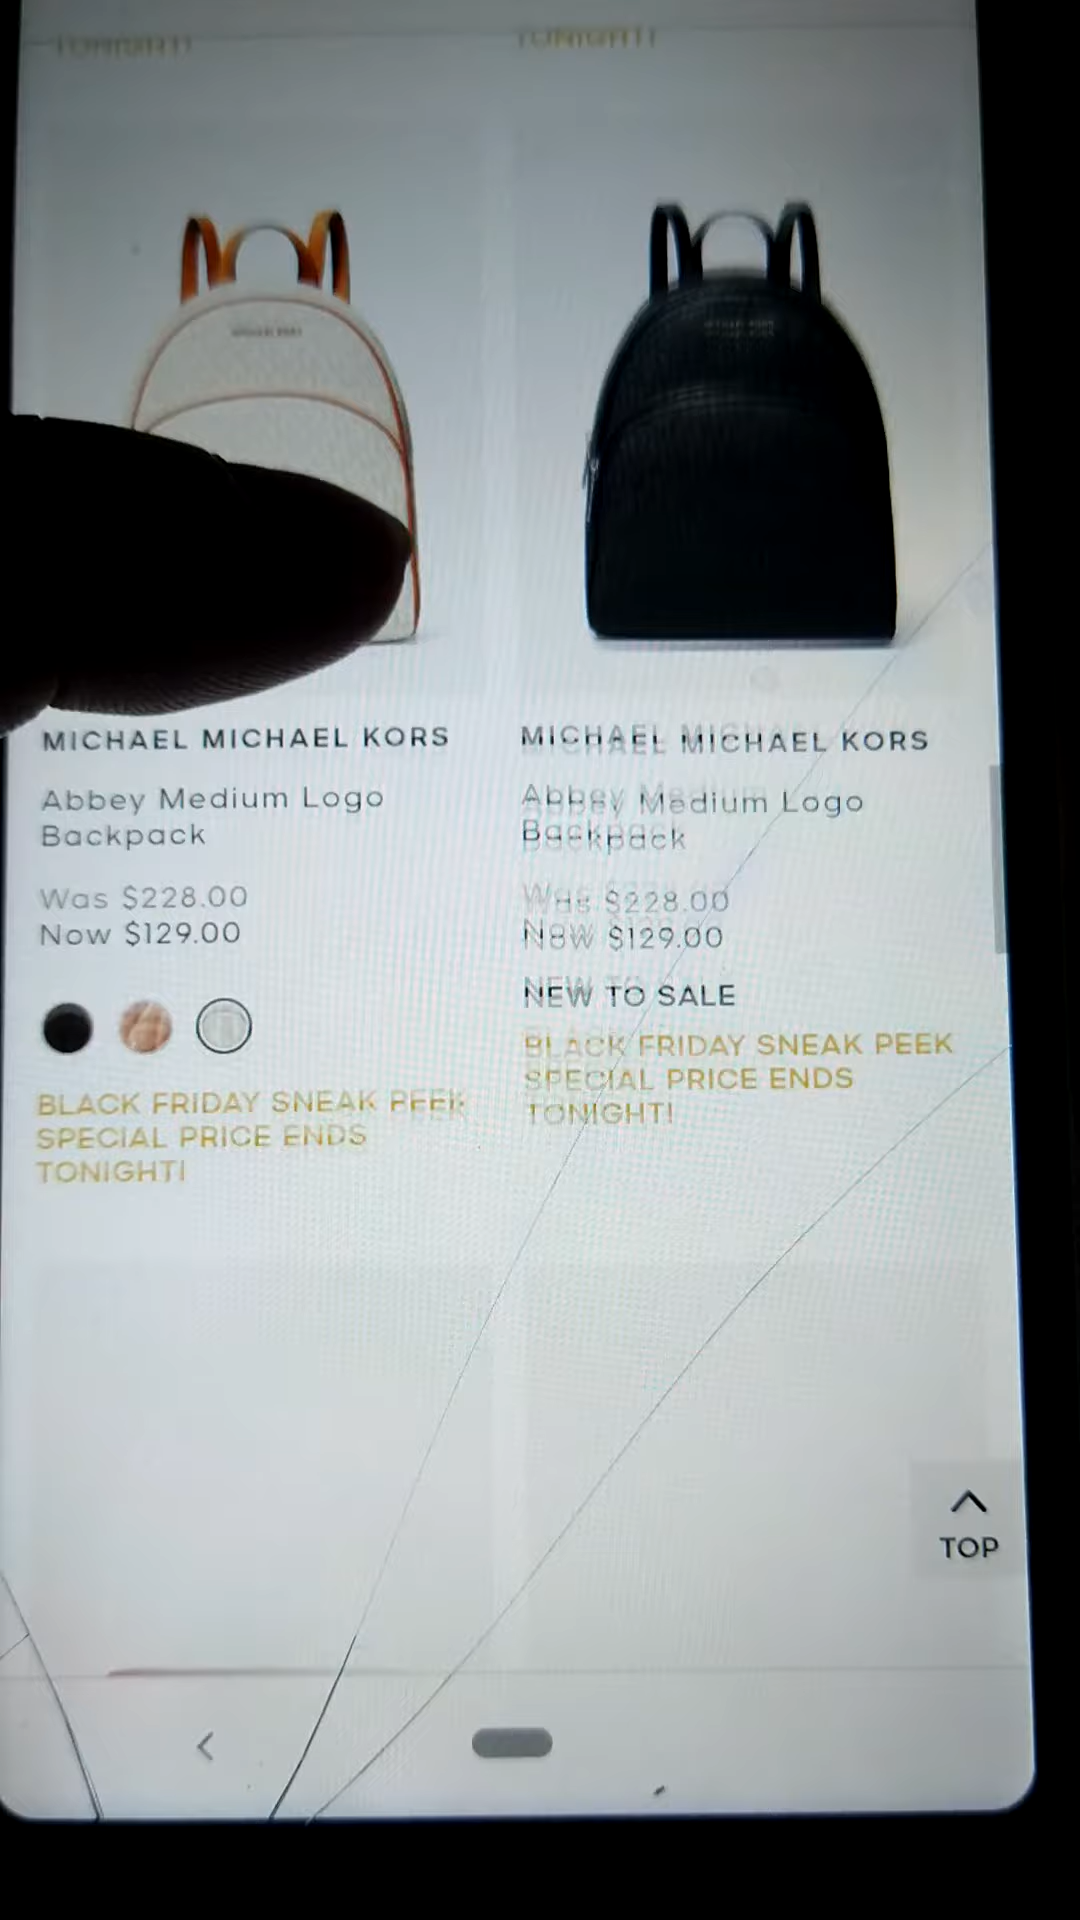 TONIGHT!
TONIGHT!
MICHAEL MICHAEL KORS
Abbey Medium Logo
Backpack
Was $228.00
Now $129.00
BLACK FRIDAY SNEAK PEEK
SPECIAL PRICE ENDS
TONIGHT!
MICHAEL MICHAEL KORS
Abbey Medium Logo
Backpack
Was $228.00
Now $129.00
NEW TO SALE
BLACK FRIDAY SNEAK PEEK
SPECIAL PRICE ENDS
TONIGHT!
TOP